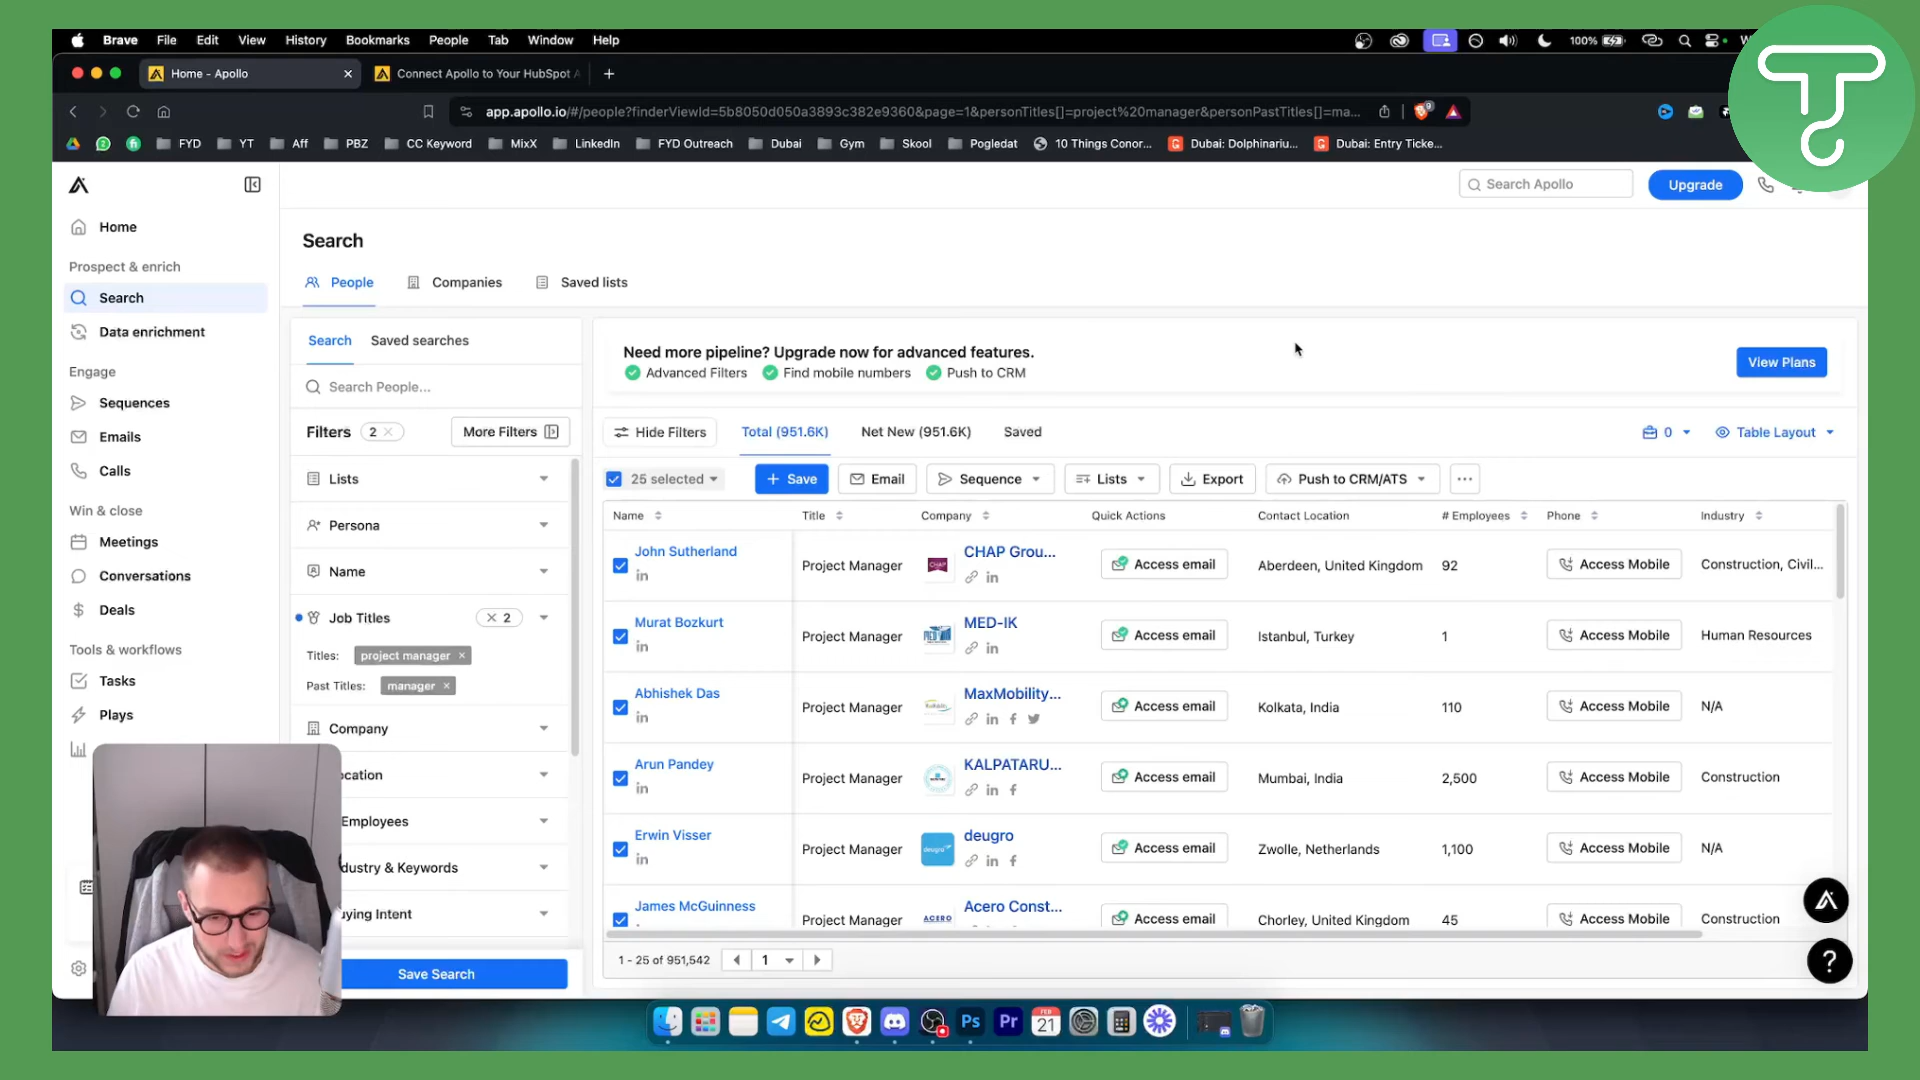 Brave File Edit View History Bookmarks People Tab Window Help
100%
Home - Apollo
Connect Apollo to Your HubSpot A
app.apollo.io/#/people?finderViewId=5b8050d050a3893c382e9360&page=1&personTitles[]=project%20manager&personPastTitles[]=ma...
FYD YT Aff PBZ CC Keyword MixX LinkedIn FYD Outreach Dubai Gym Skool Pogledat 10 Things Conor... Dubai: Dolphinariu... Dubai: Entry Ticke...
Search Apollo
Upgrade
Home
Prospect & enrich
Search
Data enrichment
Engage
Sequences
Emails
Calls
Win & close
Meetings
Conversations
Deals
Tools & workflows
Tasks
Plays
Search
People
Companies
Saved lists
Search
Saved searches
Search People...
Filters 2
More Filters
Lists
Persona
Name
Job Titles 2
Titles: project manager
Past Titles: manager
Company
ocation
Employees
dustry & Keywords
uying Intent
Save Search
Need more pipeline? Upgrade now for advanced features.
Advanced Filters Find mobile numbers Push to CRM
View Plans
Hide Filters
Total (951.6K)
Net New (951.6K)
Saved
0
Table Layout
25 selected
+ Save
Email
Sequence
Lists
Export
Push to CRM/ATS
Name Title Company Quick Actions Contact Location # Employees Phone Industry
John Sutherland Project Manager CHAP Grou... Access email Aberdeen, United Kingdom 92 Access Mobile Construction, Civil...
Murat Bozkurt Project Manager MED-IK Access email Istanbul, Turkey 1 Access Mobile Human Resources
Abhishek Das Project Manager MaxMobility... Access email Kolkata, India 110 Access Mobile N/A
Arun Pandey Project Manager KALPATARU... Access email Mumbai, India 2,500 Access Mobile Construction
Erwin Visser Project Manager deugro Access email Zwolle, Netherlands 1,100 Access Mobile N/A
James McGuinness Project Manager ACERO Acero Const... Access email Chorley, United Kingdom 45 Access Mobile Construction
1 - 25 of 951,542
1
Ps Pr FEB 21